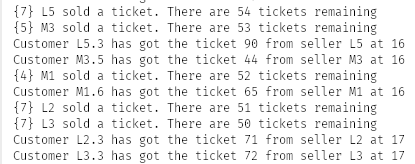 {7} L5 sold a ticket. There are 54 tickets remaining
{5} M3 sold a ticket. There are 53 tickets remaining
Customer L5.3 has got the ticket 90 from seller L5 at 16
Customer M3.5 has got the ticket 44 from seller M3 at 16
{4} M1 sold a ticket. There are 52 tickets remaining
Customer M1.6 has got the ticket 65 from seller M1 at 16
{7} L2 sold a ticket. There are 51 tickets remaining
{7} L3 sold a ticket. There are 50 tickets remaining
Customer L2.3 has got the ticket 71 from seller L2 at 17
Customer L3.3 has got the ticket 72 from seller L3 at 17